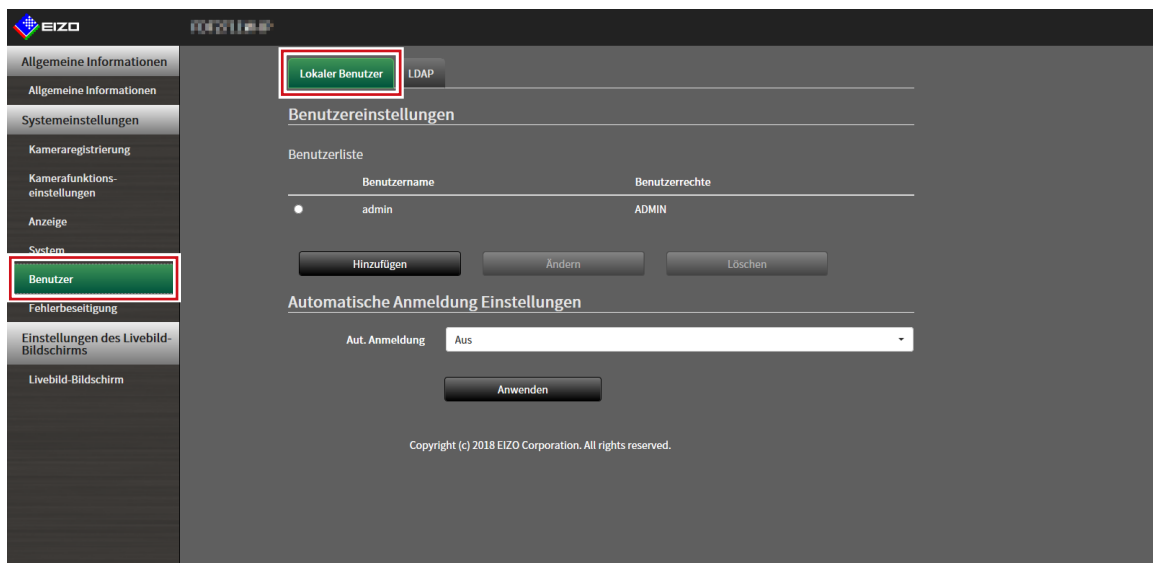 EIZO
Allgemeine Informationen
Allgemeine Informationen
Systemeinstellungen
Kameraregistrierung
Kamerafunktions-
einstellungen
Anzeige
System
Benutzer
Fehlerbeseitigung
Einstellungen des Livebild-
Bildschirms
Livebild-Bildschirm
Lokaler Benutzer LDAP
Benutzereinstellungen
Benutzerliste
Benutzername Benutzerrechte
admin ADMIN
Hinzufügen Ändern Löschen
Automatische Anmeldung Einstellungen
Aut. Anmeldung Aus
Anwenden
Copyright (c) 2018 EIZO Corporation. All rights reserved.